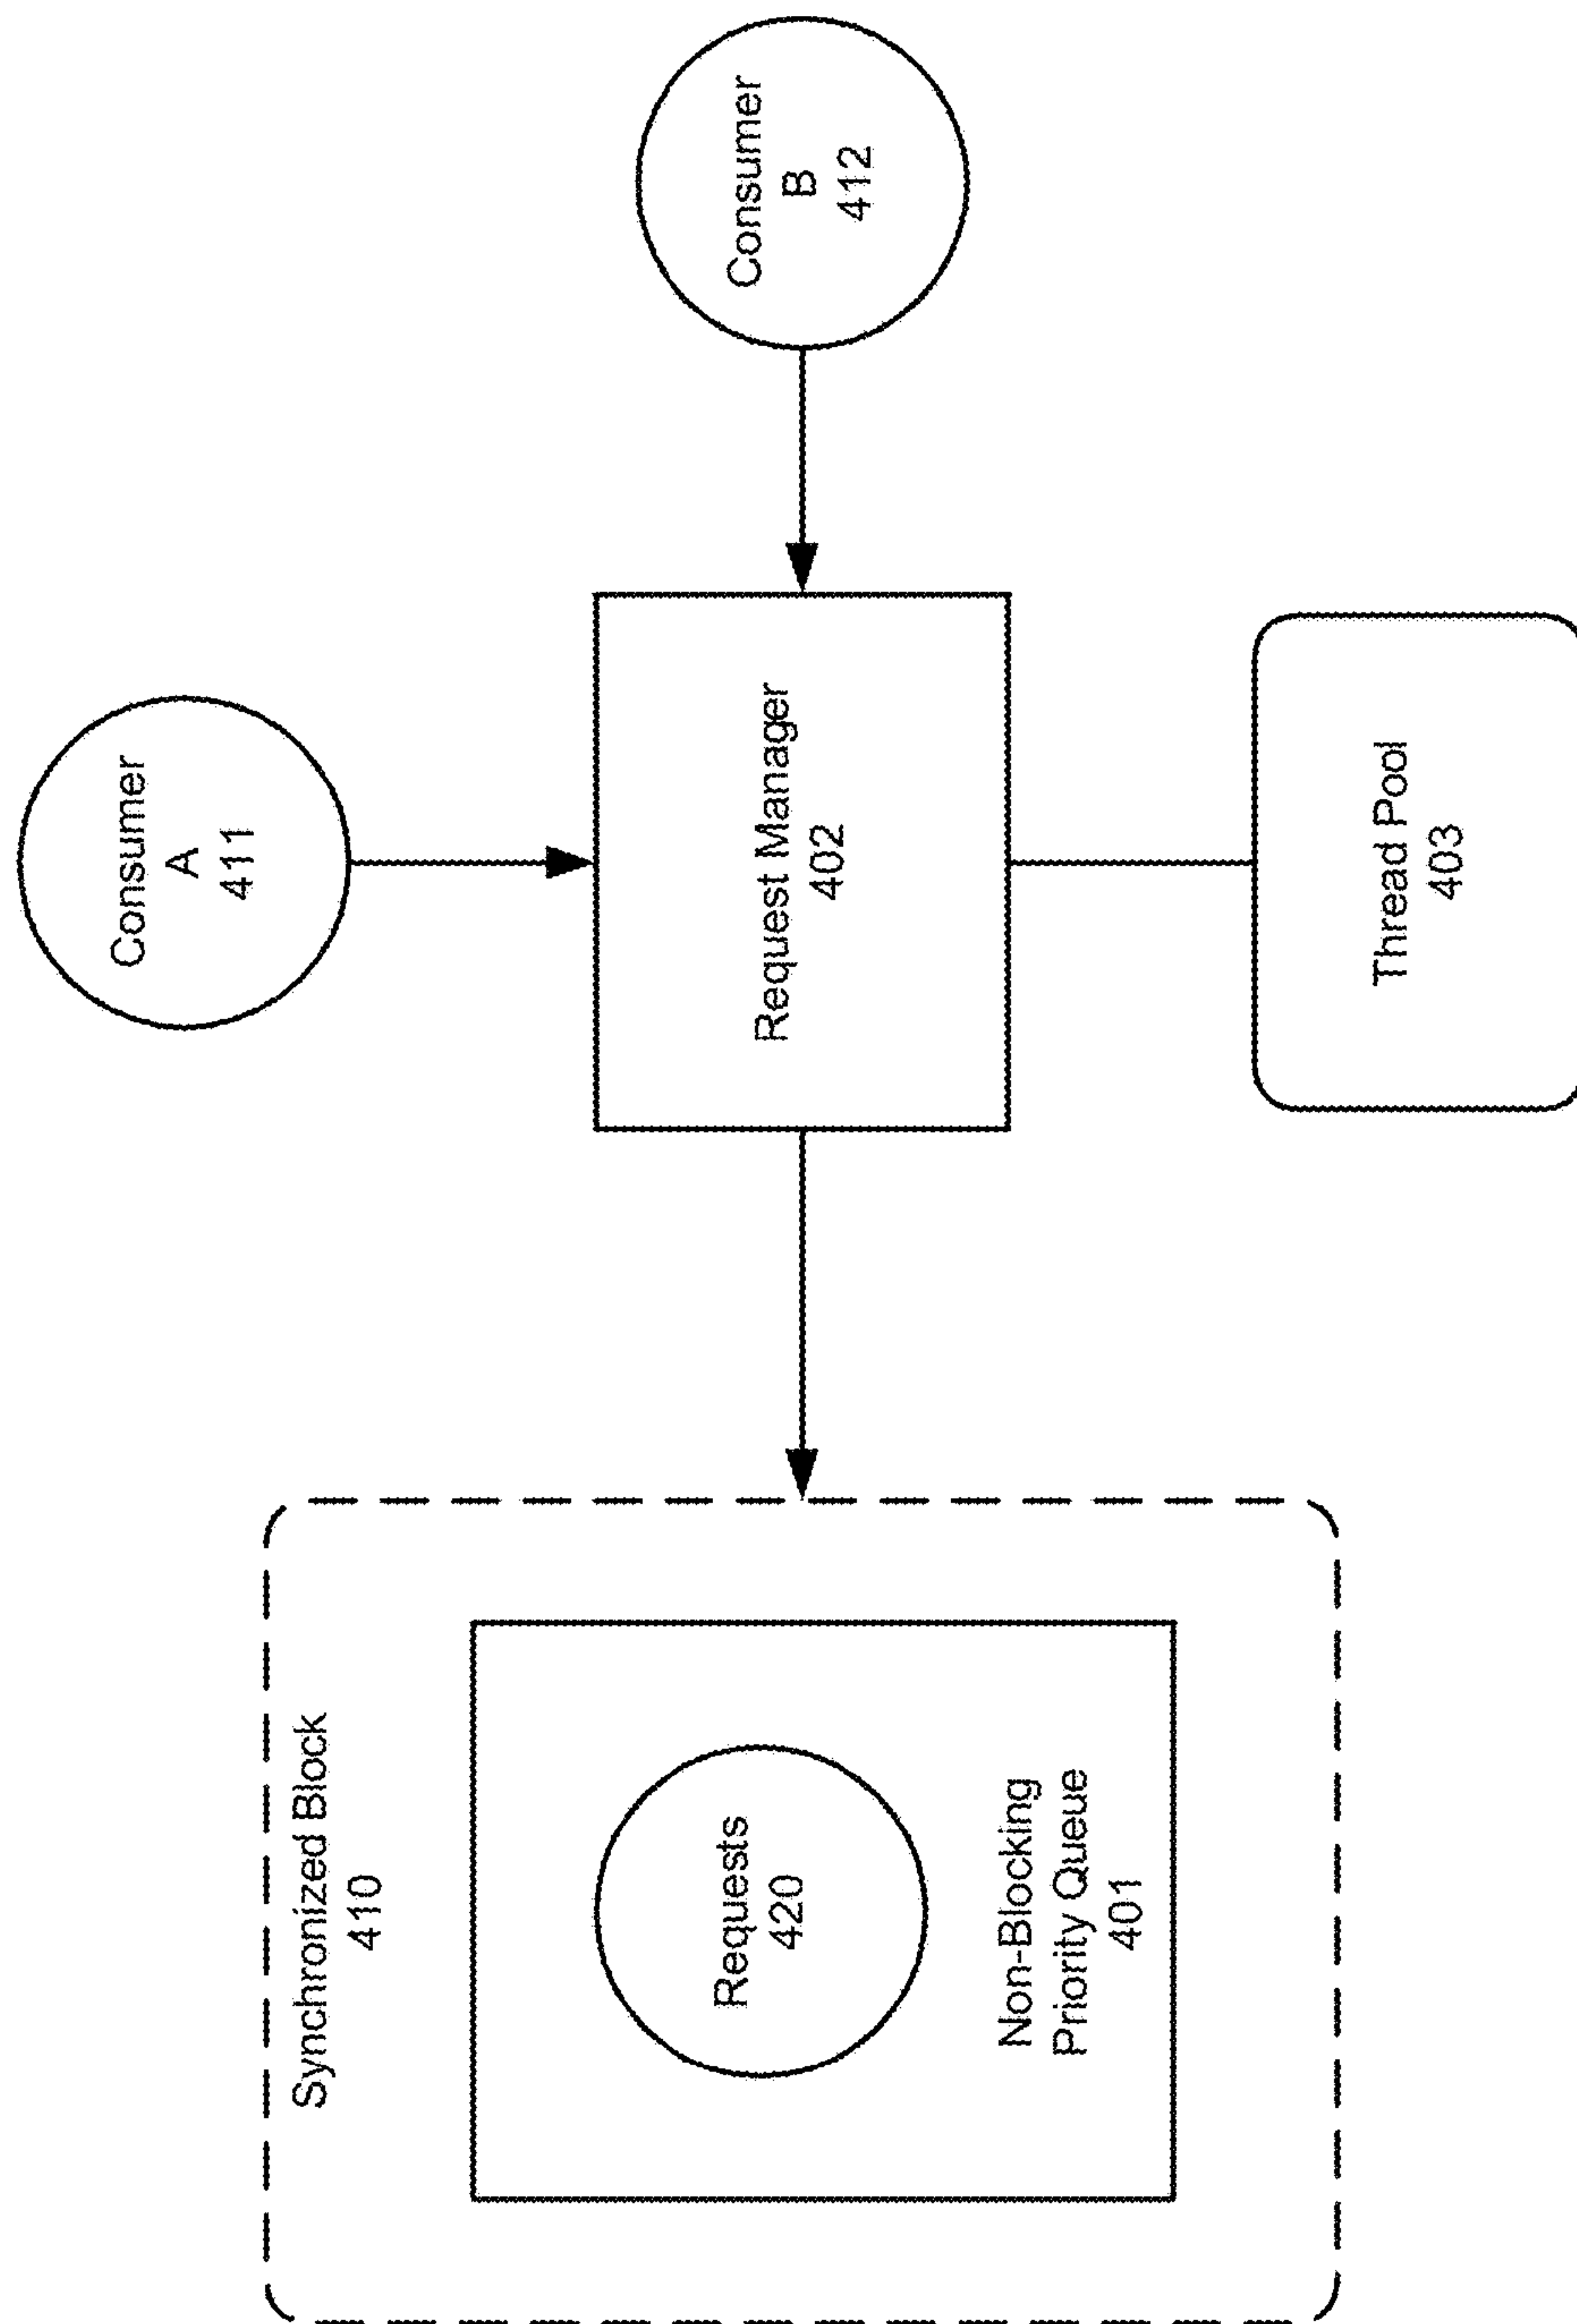 Synchronized Block
410
Requests
420
Non-Blocking
Priority Queue
401
Consumer
A
411
Request Manager
402
Thread Pool
403
Consumer
B
412